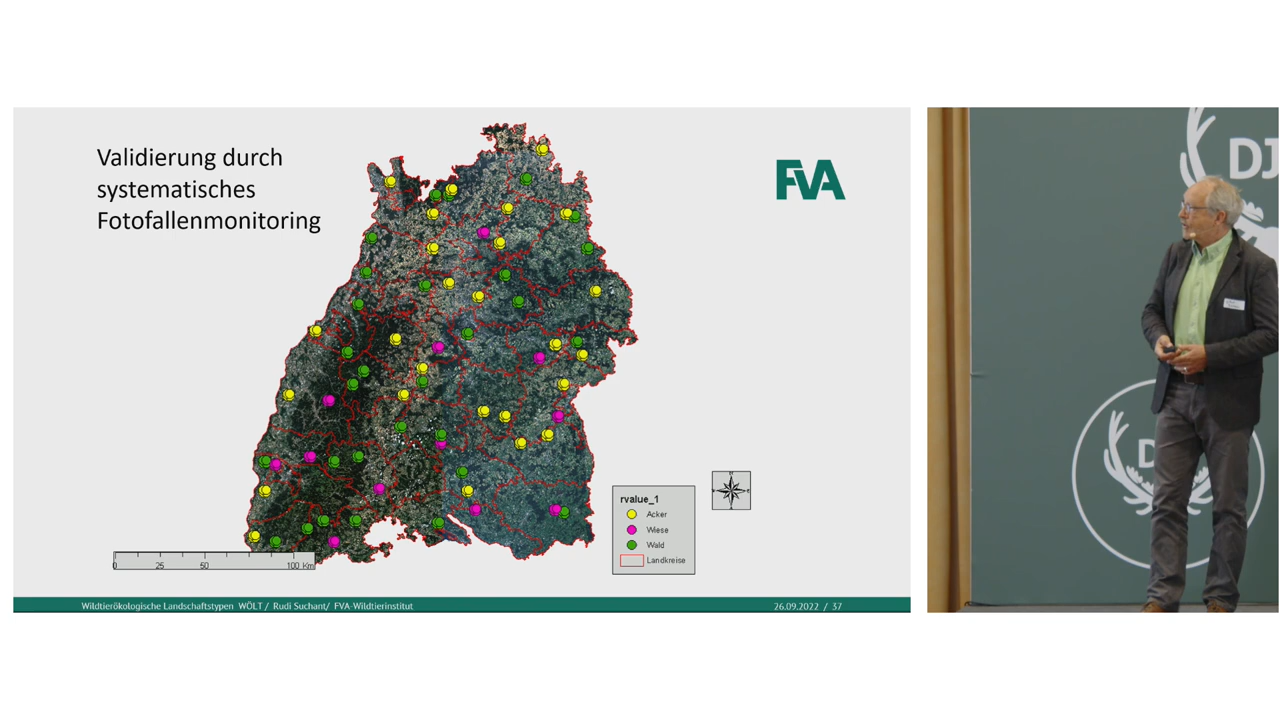 Validierung durch
systematisches
Fotofallenmonitoring
FVA
rvalue_1
Acker
Wiese
Wald
Landkreise
0 25 50 100 Km
Wildtierökologische Landschaftstypen WÖLT / Rudi Suchant/ FVA-Wildtierinstitut
26.09.2022 / 37
DJ
D